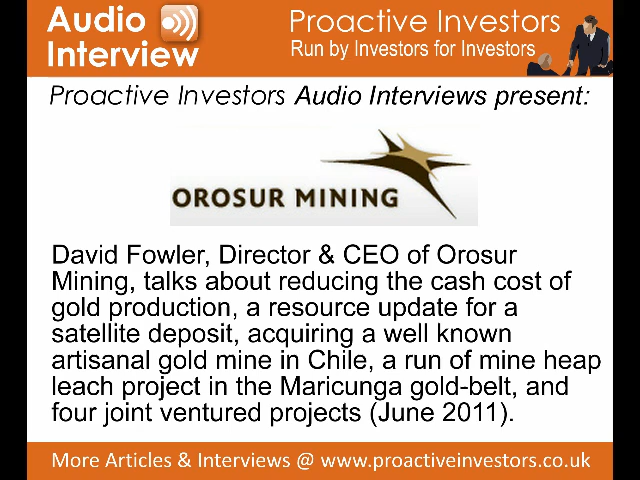 Audio
Interview
Proactive Investors
Run by Investors for Investors
Proactive Investors Audio Interviews present:
OROSUR MINING
David Fowler, Director & CEO of Orosur
Mining, talks about reducing the cash cost of
gold production, a resource update for a
satellite deposit, acquiring a well known
artisanal gold mine in Chile, a run of mine heap
leach project in the Maricunga gold-belt, and
four joint ventured projects (June 2011).
More Articles & Interviews @ www.proactiveinvestors.co.uk